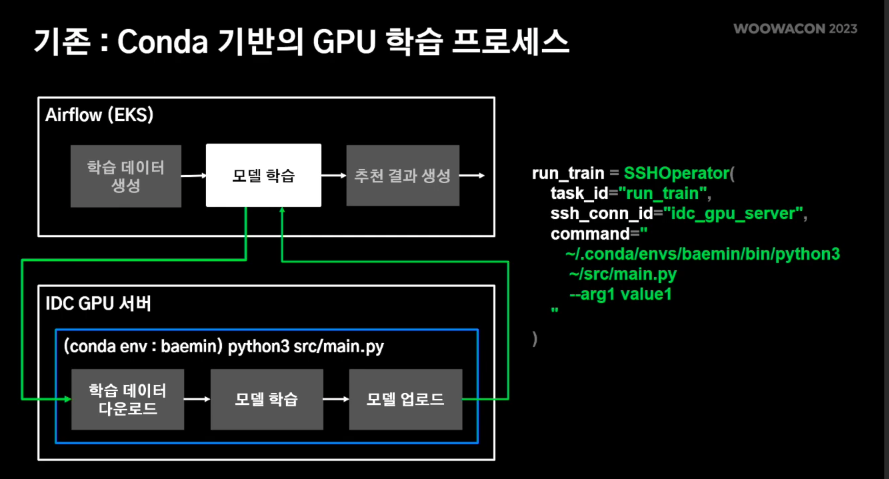 기존 : Conda 기반의 GPU 학습 프로세스
WOOWACON 2023
Airflow (EKS)
학습 데이터
생성
모델 학습
추천 결과 생성
IDC GPU 서버
(conda env : baemin) python3 src/main.py
학습 데이터
다운로드
모델 학습
모델 업로드
run_train = SSHOperator(
task_id="run_train",
ssh_conn_id="idc_gpu_server",
command="
~/.conda/envs/baemin/bin/python3
~/src/main.py
--arg1 value1
"
)